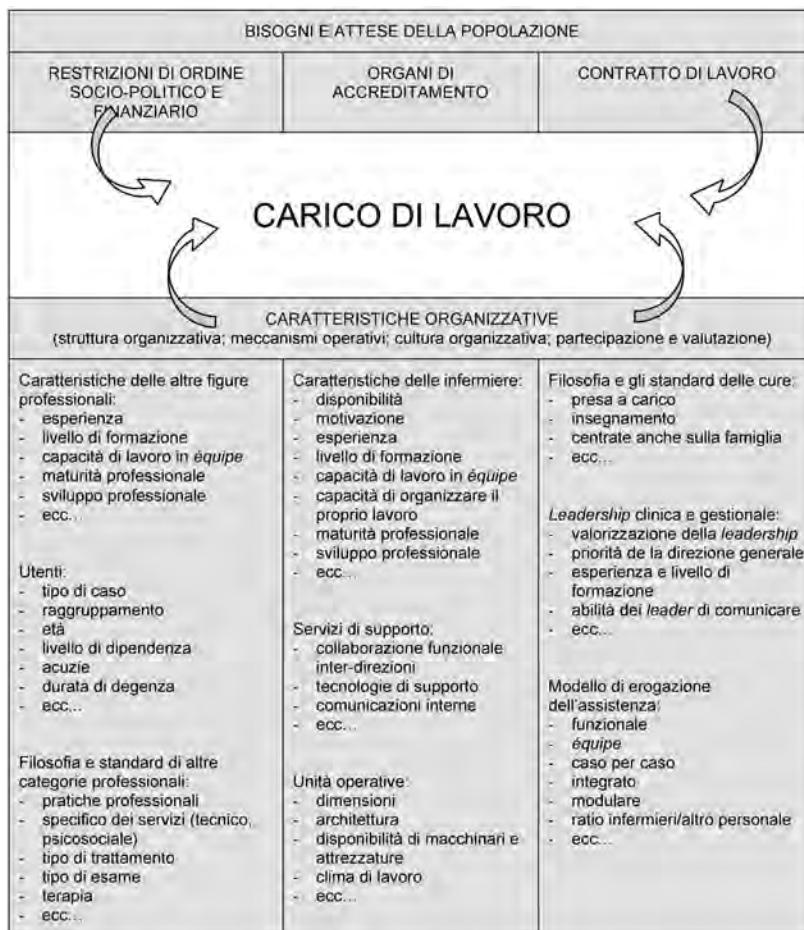 BISOGNI E ATTESE DELLA POPOLAZIONE
RESTRIZIONI DI ORDINE
SOCIO-POLITICO E
FINANZIARIO
ORGANI DI
ACCREDITAMENTO
CONTRATTO DI LAVORO
CARICO DI LAVORO
CARATTERISTICHE ORGANIZZATIVE
(struttura organizzativa; meccanismi operativi; cultura organizzativa; partecipazione e valutazione)
Caratteristiche delle altre figure
professionali:
- esperienza
- livello di formazione
- capacità di lavoro in équipe
- maturità professionale
- sviluppo professionale
- ecc...
Utenti:
- tipo di caso
- raggruppamento
- età
- livello di dipendenza
- acuzie
- durata di degenza
- ecc...
Filosofia e standard di altre
categorie professionali:
- pratiche professionali
- specifico dei servizi (tecnico,
psicosociale)
- tipo di trattamento
- tipo di esame
- terapia
- ecc...
Caratteristiche delle infermiere:
- disponibilità
- motivazione
- esperienza
- livello di formazione
- capacità di lavoro in équipe
- capacità di organizzare il
proprio lavoro
- maturità professionale
- sviluppo professionale
- ecc...
Servizi di supporto:
- collaborazione funzionale
inter-direzioni
- tecnologie di supporto
- comunicazioni interne
- ecc...
Unità operative:
- dimensioni
- architettura
- disponibilità di macchinari e
attrezzature
- clima di lavoro
- ecc...
Filosofia e gli standard delle cure:
- presa a carico
- insegnamento
- centrate anche sulla famiglia
- ecc...
Leadership clinica e gestionale:
- valorizzazione della leadership
- priorità de la direzione generale
- esperienza e livello di
formazione
- abilità dei leader di comunicare
- ecc...
Modello di erogazione
dell'assistenza:
- funzionale
- équipe
- caso per caso
- integrato
- modulare
- ratio infermieri/altro personale
- ecc...